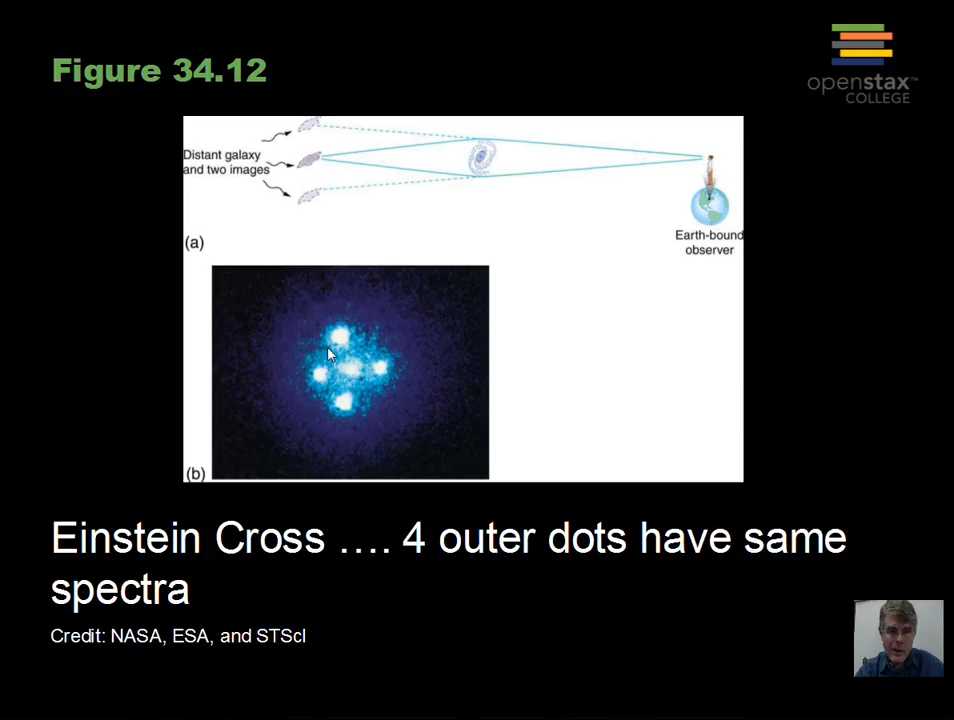 Figure 34.12
openstax™
COLLEGE
Distant galaxy
and two images
Earth-bound
observer
(a)
(b)
Einstein Cross …. 4 outer dots have same
spectra
Credit: NASA, ESA, and STScI